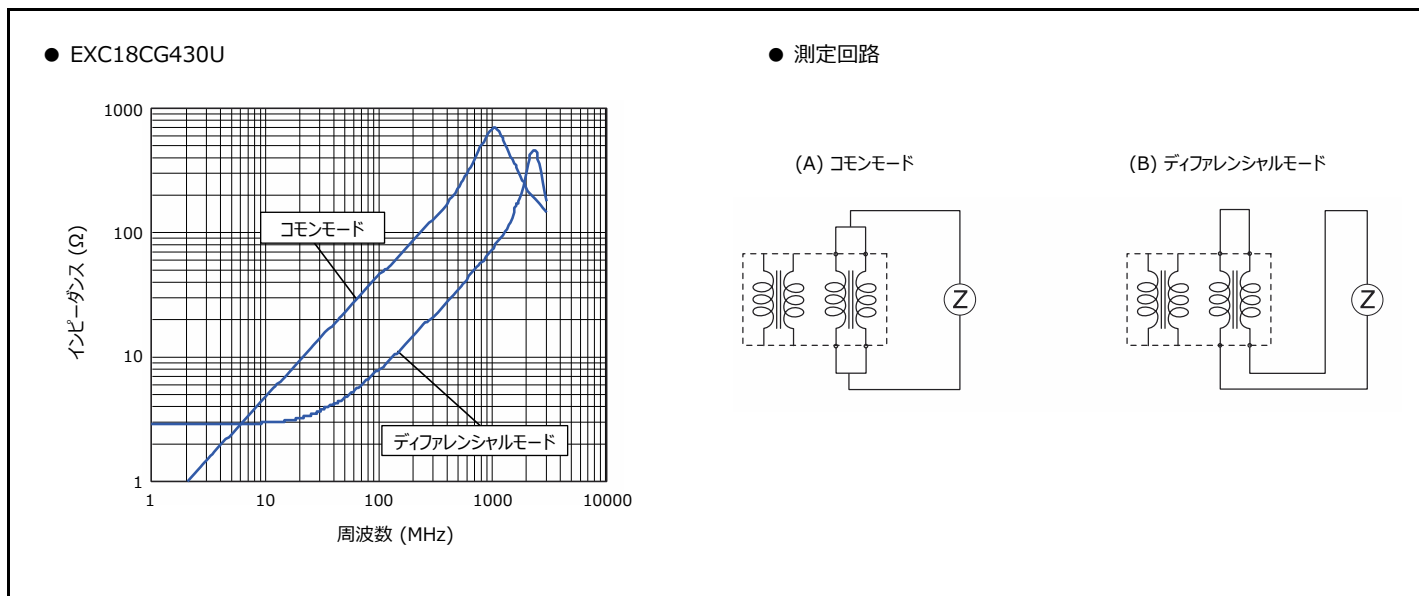 ● EXC18CG430U
1000
100
10
1
1
10
100
1000
10000
インピーダンス (Ω)
周波数 (MHz)
コモンモード
ディファレンシャルモード
● 測定回路
(A) コモンモード
Z
(B) ディファレンシャルモード
Z